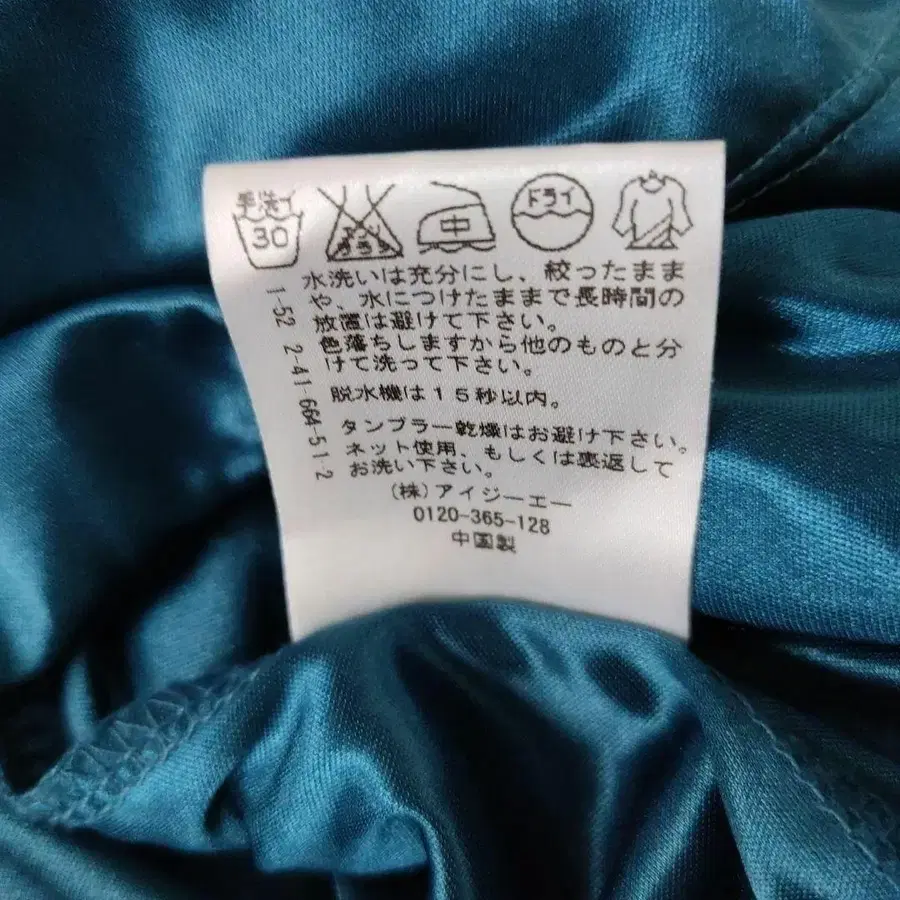 手洗イ
30
エンソ
サラシ
中
ドライ
水洗いは充分にし、絞ったまま
や、水につけたままで長時間の
放置は避けて下さい。
色落ちしますから他のものと分
けて洗って下さい。
脱水機は15秒以内。
タンブラー乾燥はお避け下さい。
ネット使用、もしくは裏返して
お洗い下さい。
(株)アイジーエー
0120-365-128
中国製
1-52 2-41-664-51-2